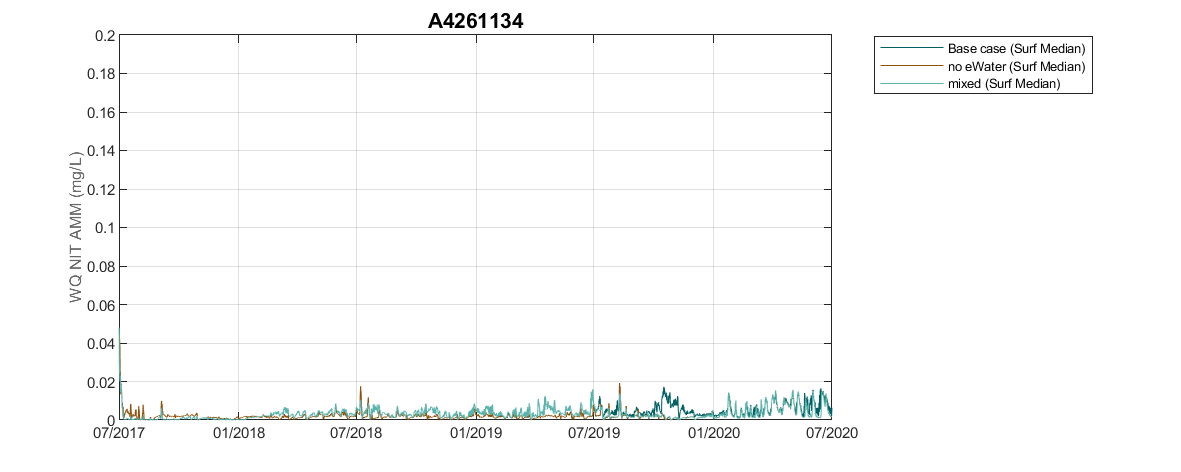 A4261134
0.2
0.18
0.16
0.14
0.12
0.1
0.08
0.06
0.04
0.02
0
WQ NIT AMM (mg/L)
07/2017 01/2018 07/2018 01/2019 07/2019 01/2020 07/2020
Base case (Surf Median)
no eWater (Surf Median)
mixed (Surf Median)